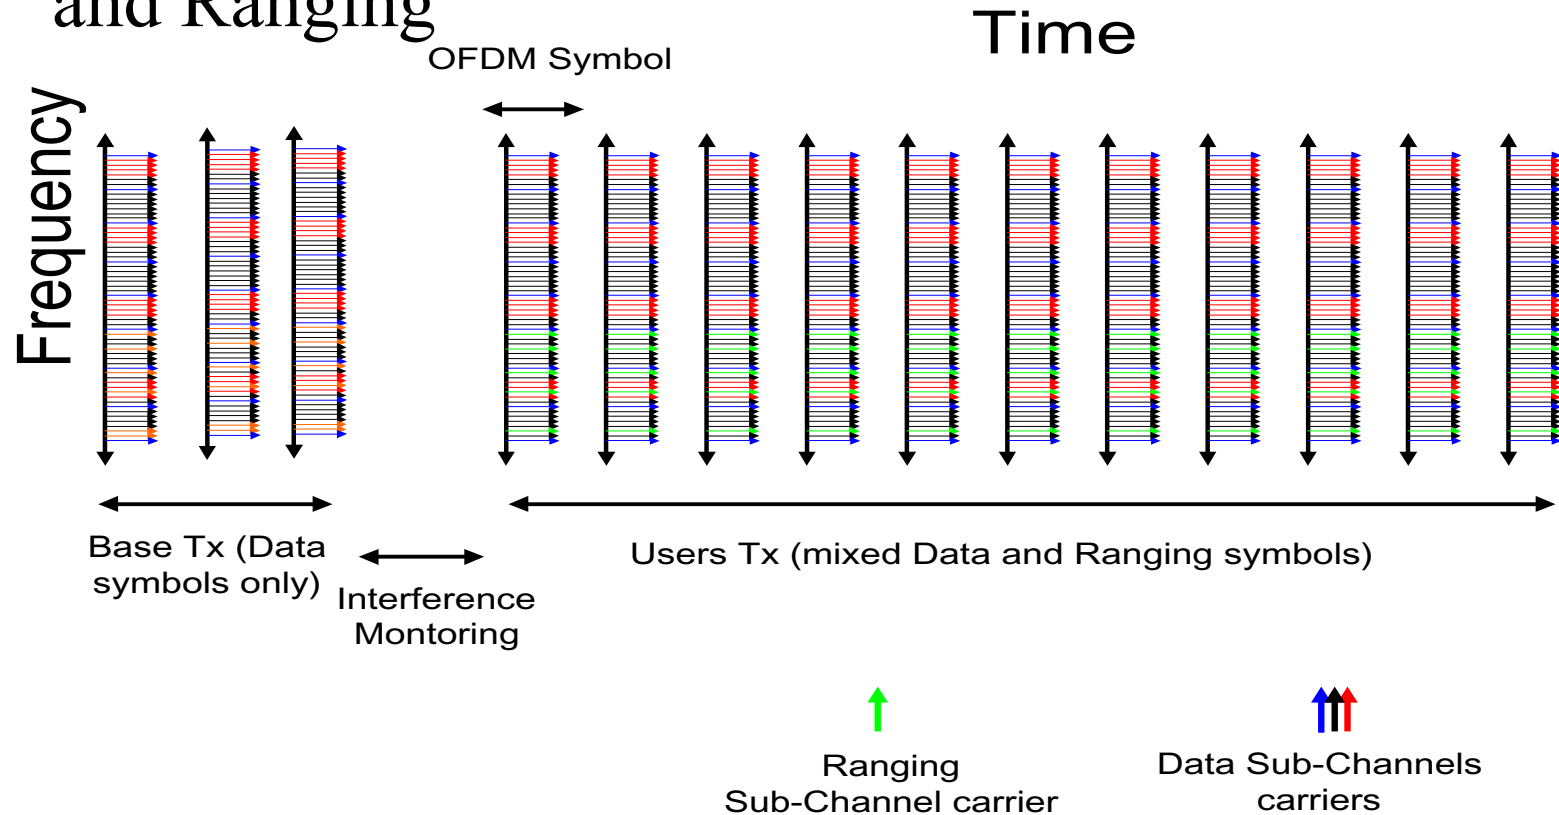 and Ranging
Time
OFDM Symbol
Frequency
Base Tx (Data
symbols only)
Interference
Montoring
Users Tx (mixed Data and Ranging symbols)
Ranging
Sub-Channel carrier
Data Sub-Channels
carriers